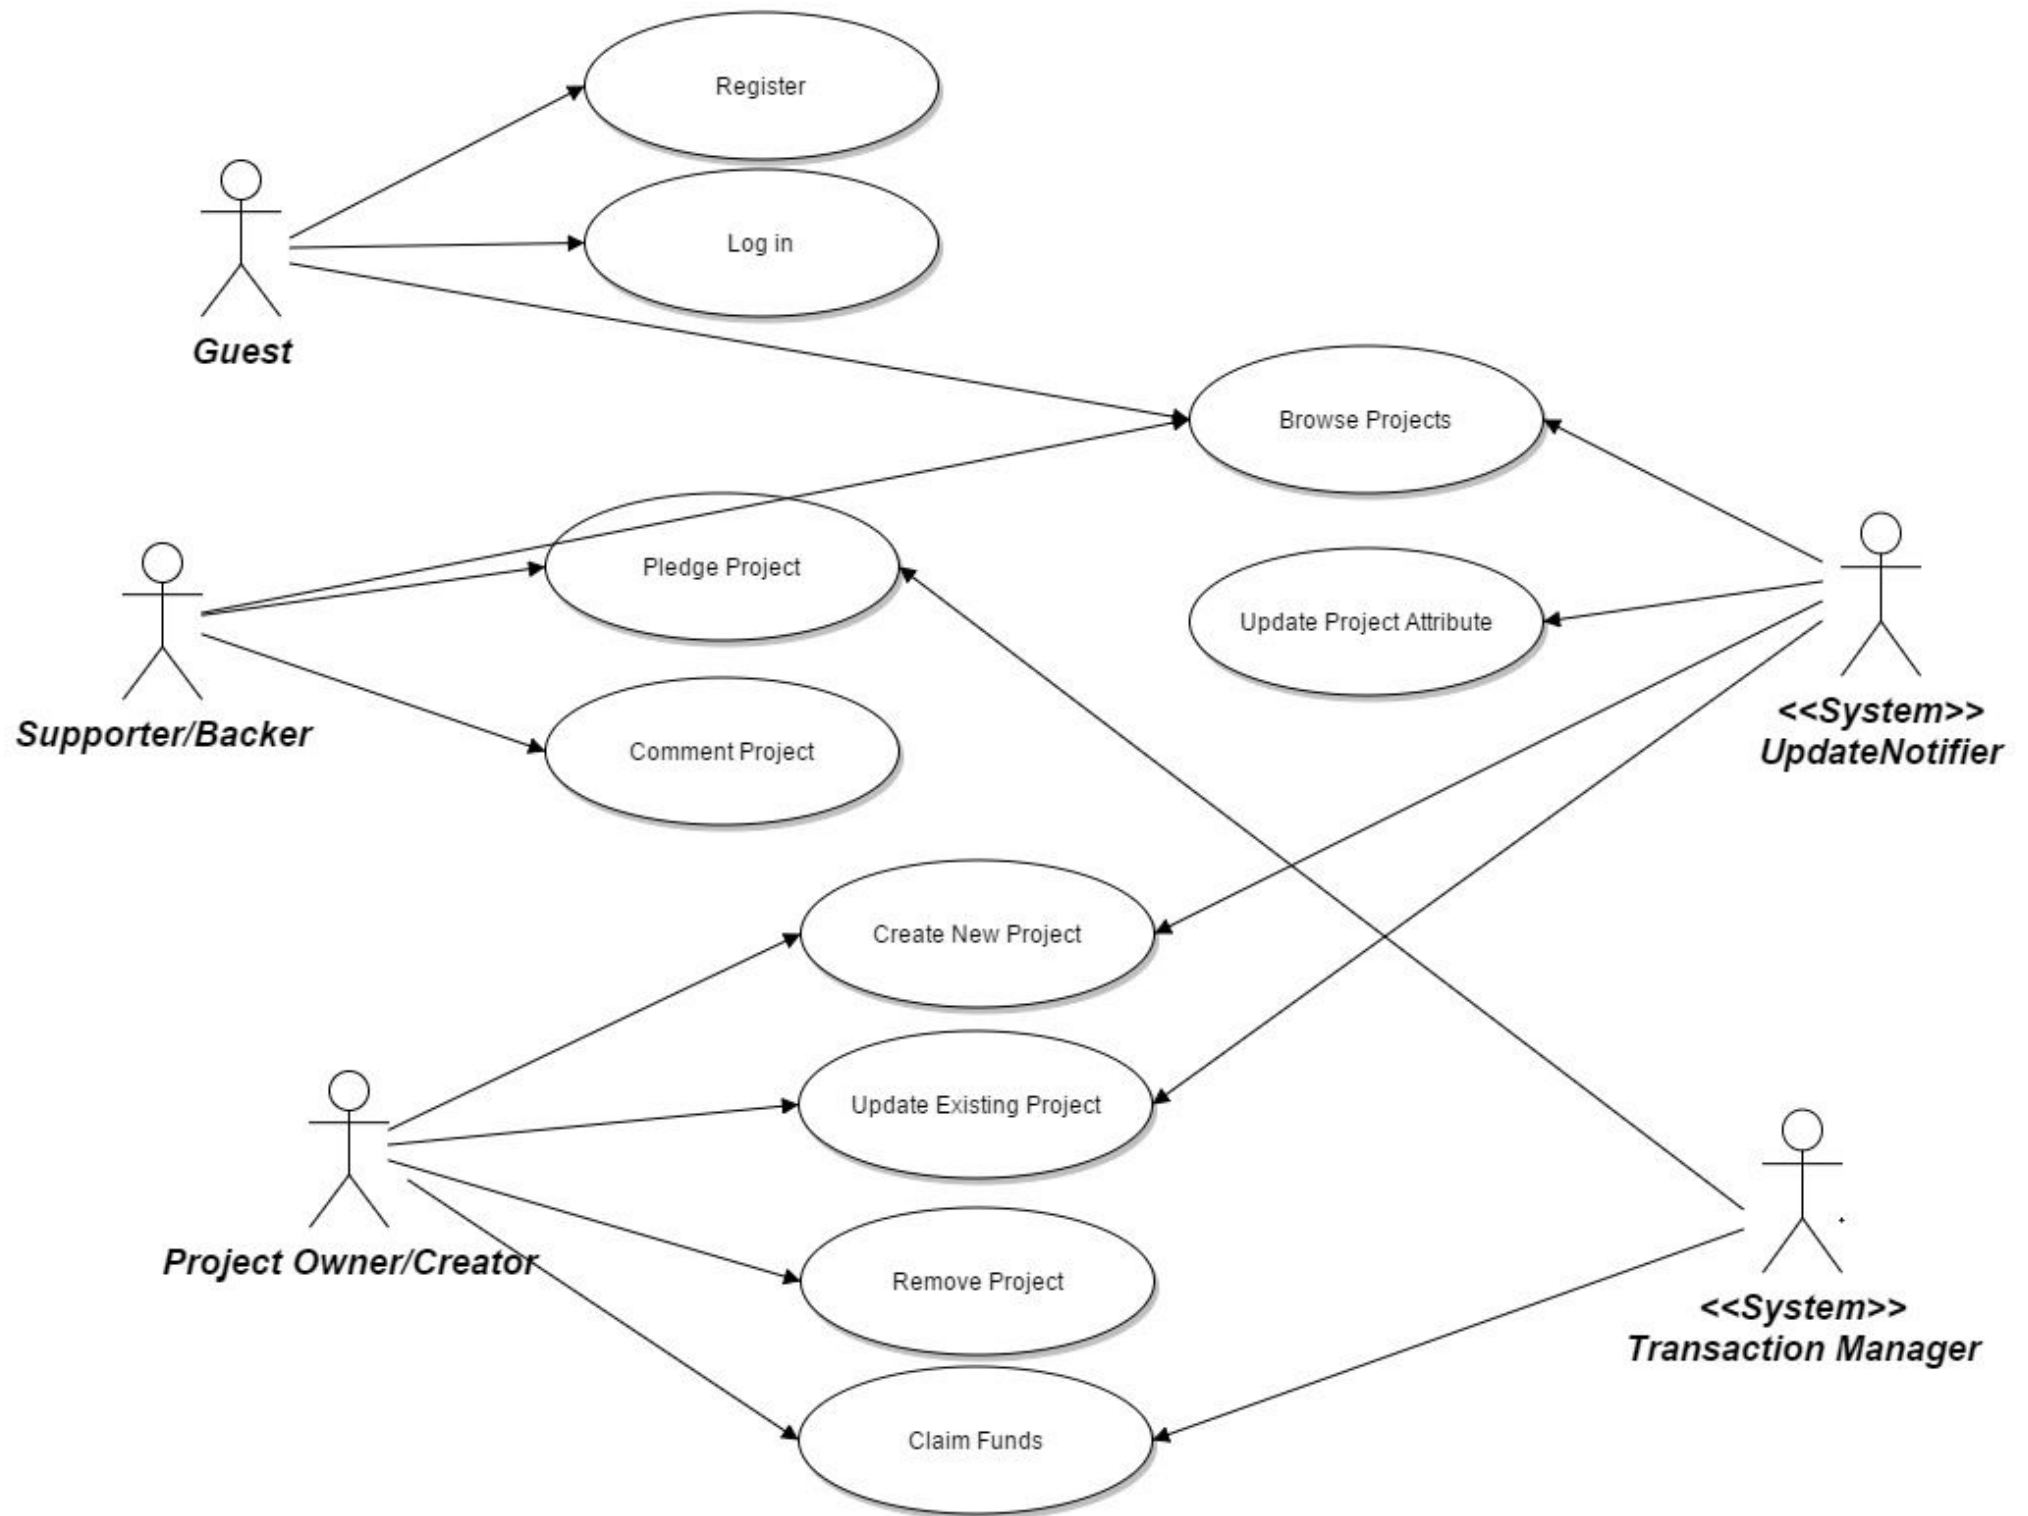 Register
Log in
Guest
Browse Projects
Pledge Project
Update Project Attribute
<<System>>
UpdateNotifier
Supporter/Backer
Comment Project
Create New Project
Update Existing Project
Project Owner/Creator
Remove Project
<<System>>
Transaction Manager
Claim Funds